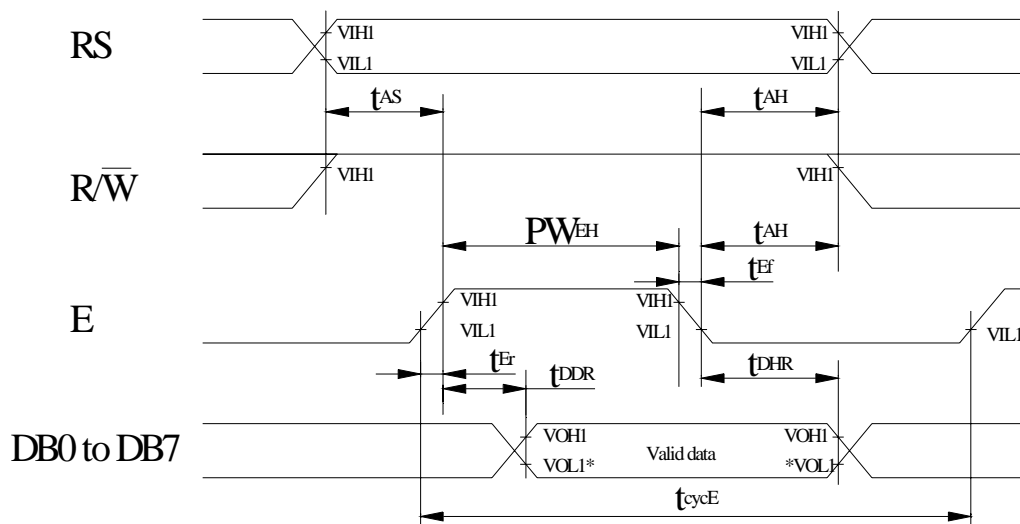 RS
VIH1
VIH1
VIL1
VIL1
tAS
tAH
R/W̅
VIH1
VIH1
PWEH
tAH
tEf
E
VIH1
VIH1
VIL1
VIL1
VIL1
tEr
tDDR
tDHR
DB0 to DB7
VOH1
VOH1
VOL1*
Valid data
*VOL1
tcycE